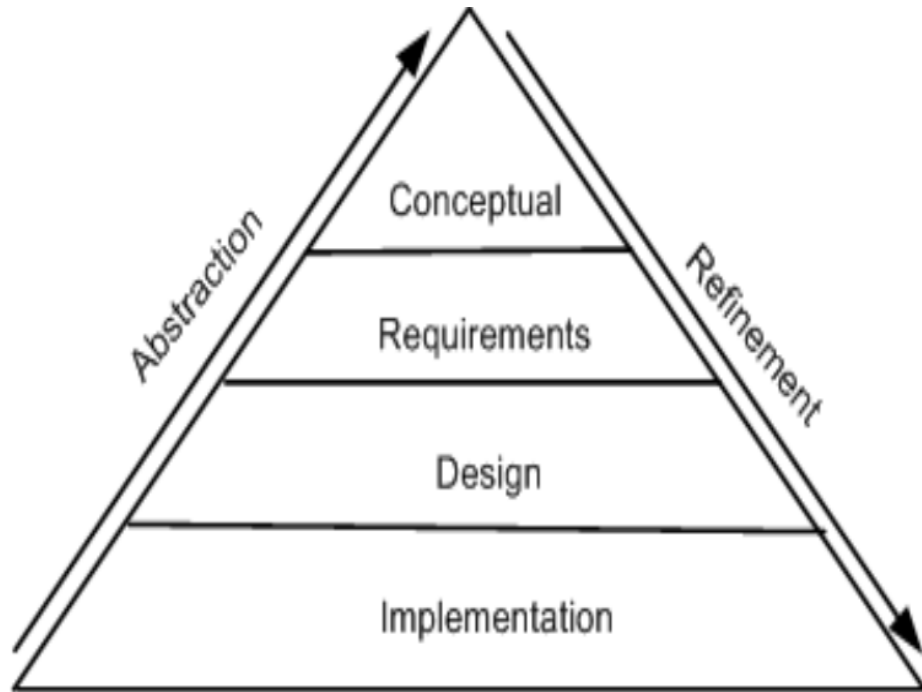 Conceptual
Abstraction
Refinement
Requirements
Design
Implementation